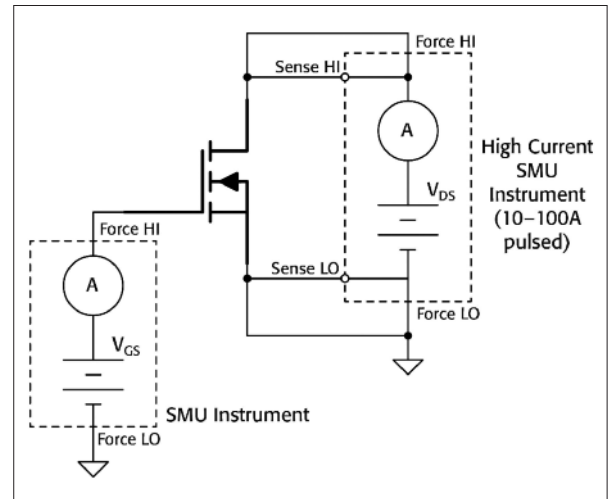 Force HI
Sense HI
A
High Current
SMU
Instrument
(10–100A
pulsed)
V_DS
Force HI
Sense LO
A
Force LO
V_GS
SMU Instrument
Force LO